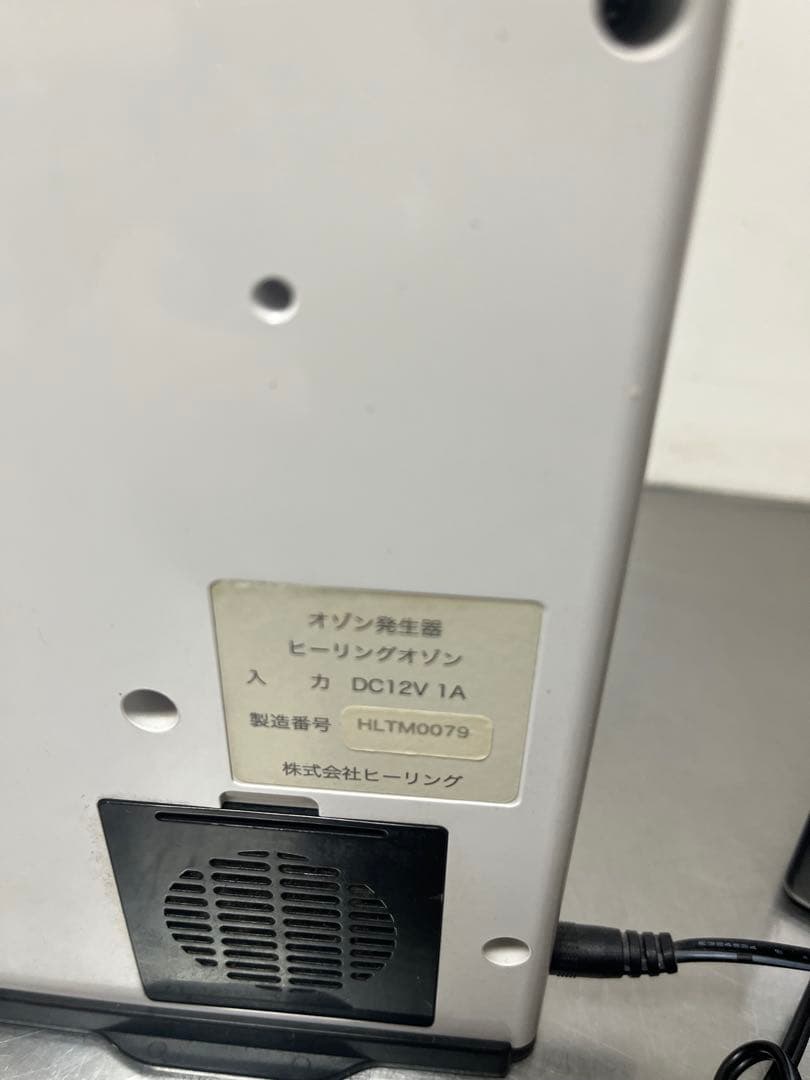 オゾン発生器
ヒーリングオゾン
入 力 DC12V 1A
製造番号 HLTM0079
株式会社ヒーリング